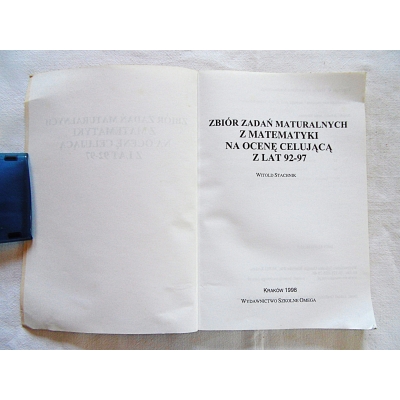 ZBIÓR ZADAŃ MATURALNYCH
Z MATEMATYKI
NA OCENĘ CELUJĄCĄ
Z LAT 92-97
WITOLD STACHNIK
KRAKÓW 1998
WYDAWNICTWO SZKOLNE OMEGA